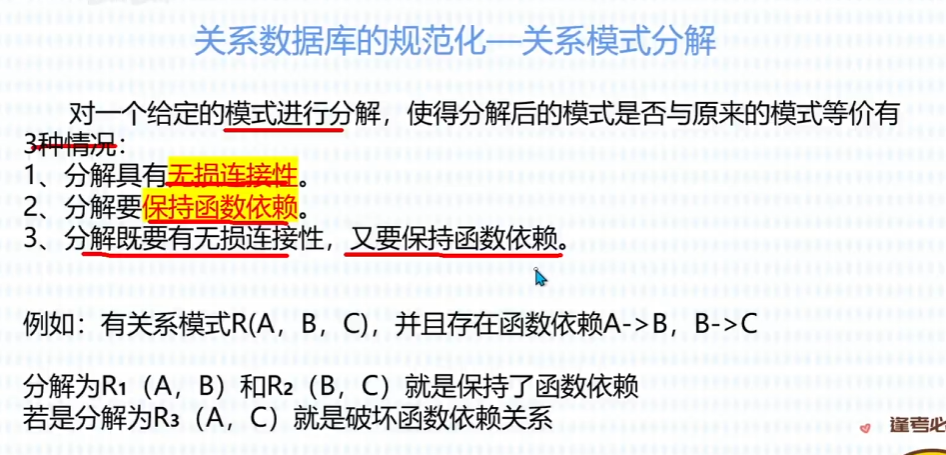 关系数据库的规范化—关系模式分解
对一个给定的模式进行分解，使得分解后的模式是否与原来的模式等价有
3种情况：
1、分解具有无损连接性。
2、分解要保持函数依赖。
3、分解既要有无损连接性，又要保持函数依赖。
例如：有关系模式R(A，B，C)，并且存在函数依赖A->B，B->C
分解为R₁（A，B）和R₂（B，C）就是保持了函数依赖
若是分解为R₃（A，C）就是破坏函数依赖关系
逢考必